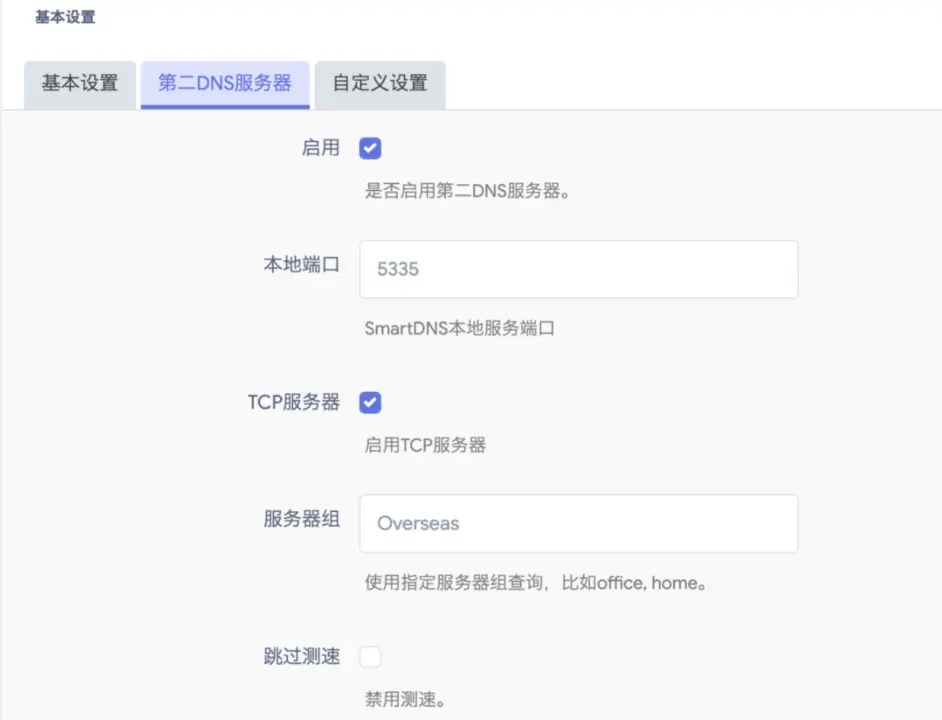 基本设置
基本设置 第二DNS服务器 自定义设置
启用
是否启用第二DNS服务器。
本地端口 5335
SmartDNS本地服务端口
TCP服务器
启用TCP服务器
服务器组 Overseas
使用指定服务器组查询，比如office, home。
跳过测速
禁用测速。